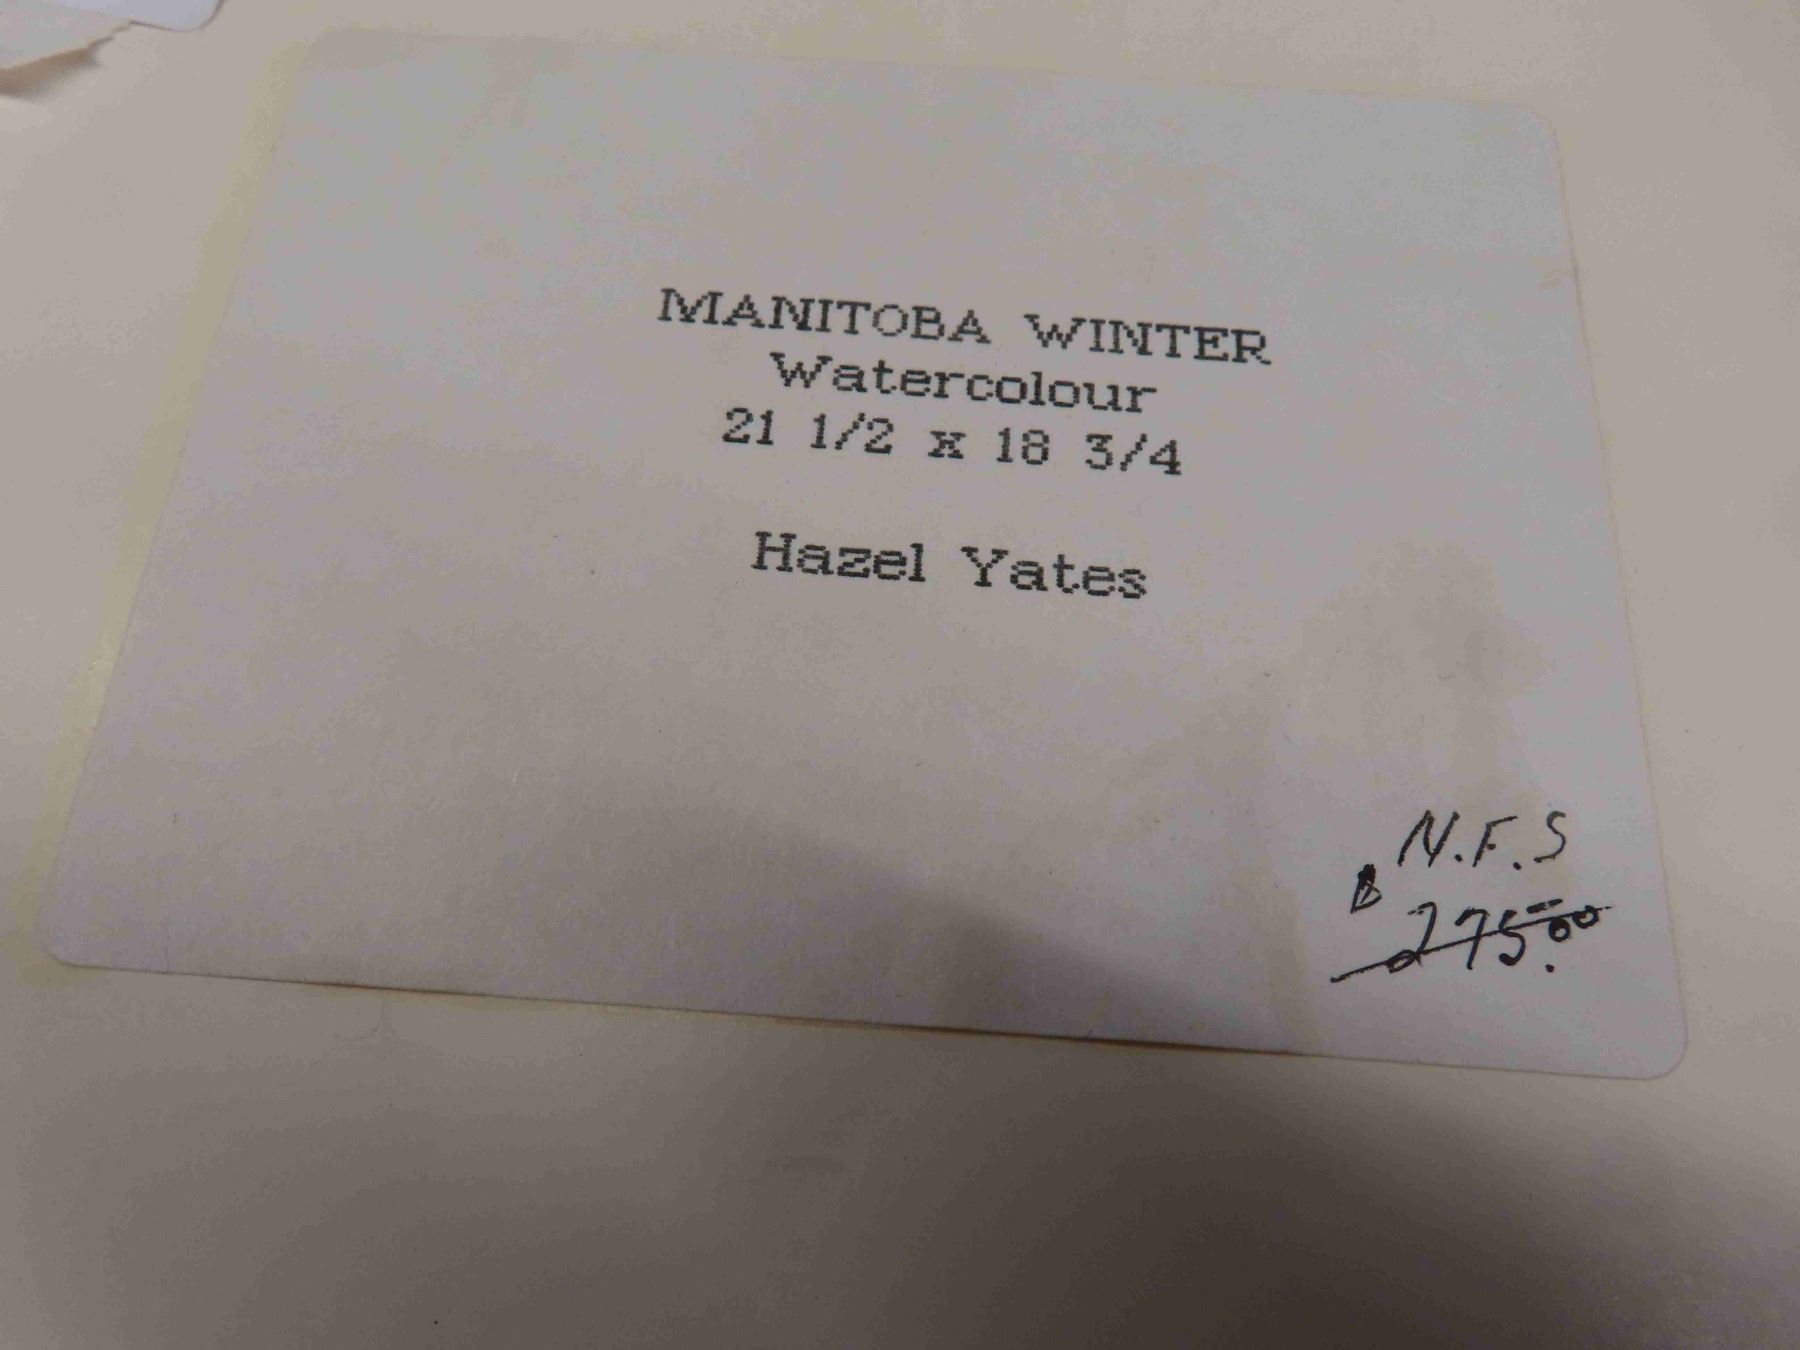 MANITOBA WINTER
Watercolour
21 1/2 x 18 3/4
Hazel Yates
N.F.S
275.00